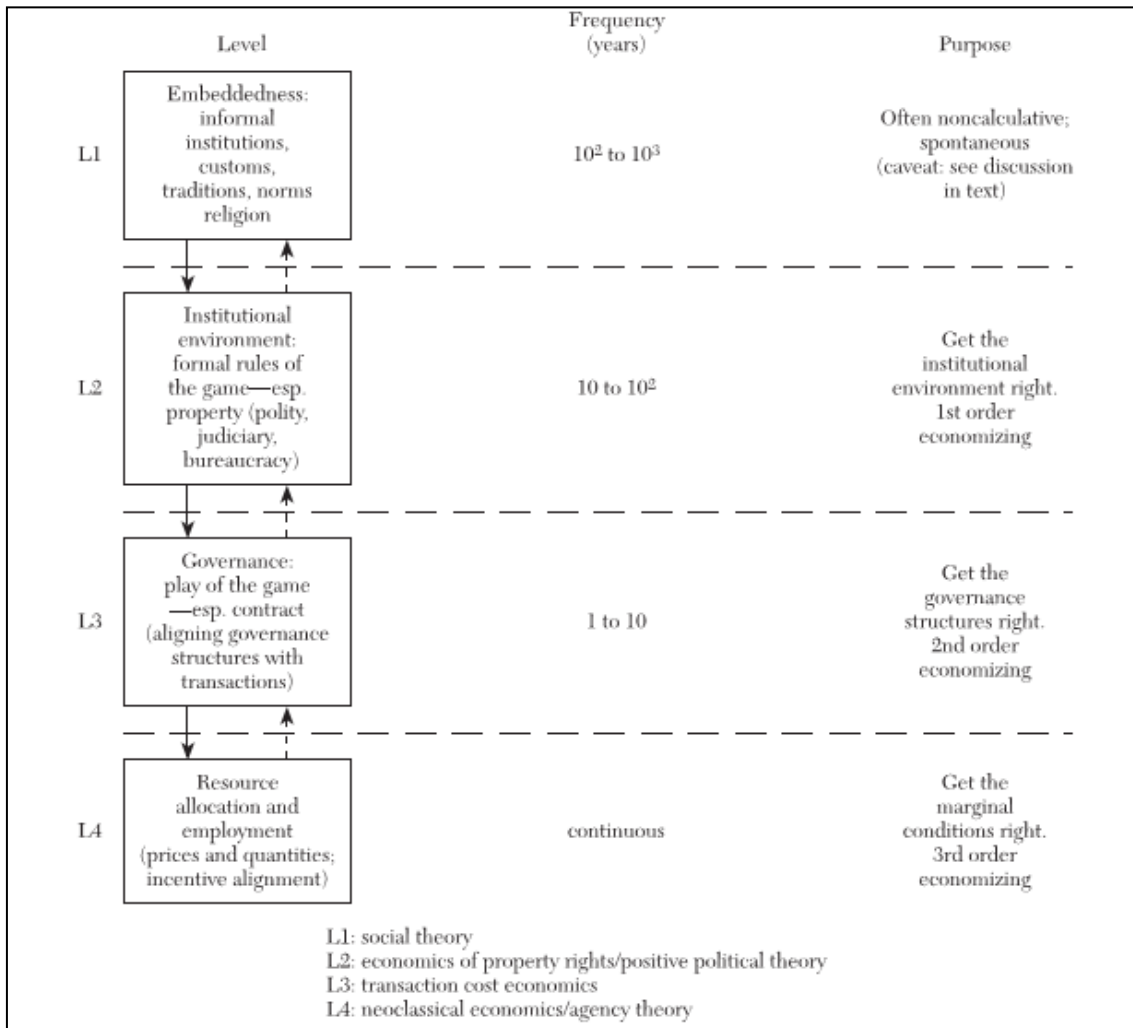 Level
Frequency
(years)
Purpose
L1
Embeddedness:
informal
institutions,
customs,
traditions, norms
religion
10² to 10³
Often noncalculative;
spontaneous
(caveat: see discussion
in text)
L2
Institutional
environment:
formal rules of
the game—esp.
property (polity,
judiciary,
bureaucracy)
10 to 10²
Get the
institutional
environment right.
1st order
economizing
L3
Governance:
play of the game
—esp. contract
(aligning governance
structures with
transactions)
1 to 10
Get the
governance
structures right.
2nd order
economizing
L4
Resource
allocation and
employment
(prices and quantities;
incentive alignment)
continuous
Get the
marginal
conditions right.
3rd order
economizing
L1: social theory
L2: economics of property rights/positive political theory
L3: transaction cost economics
L4: neoclassical economics/agency theory